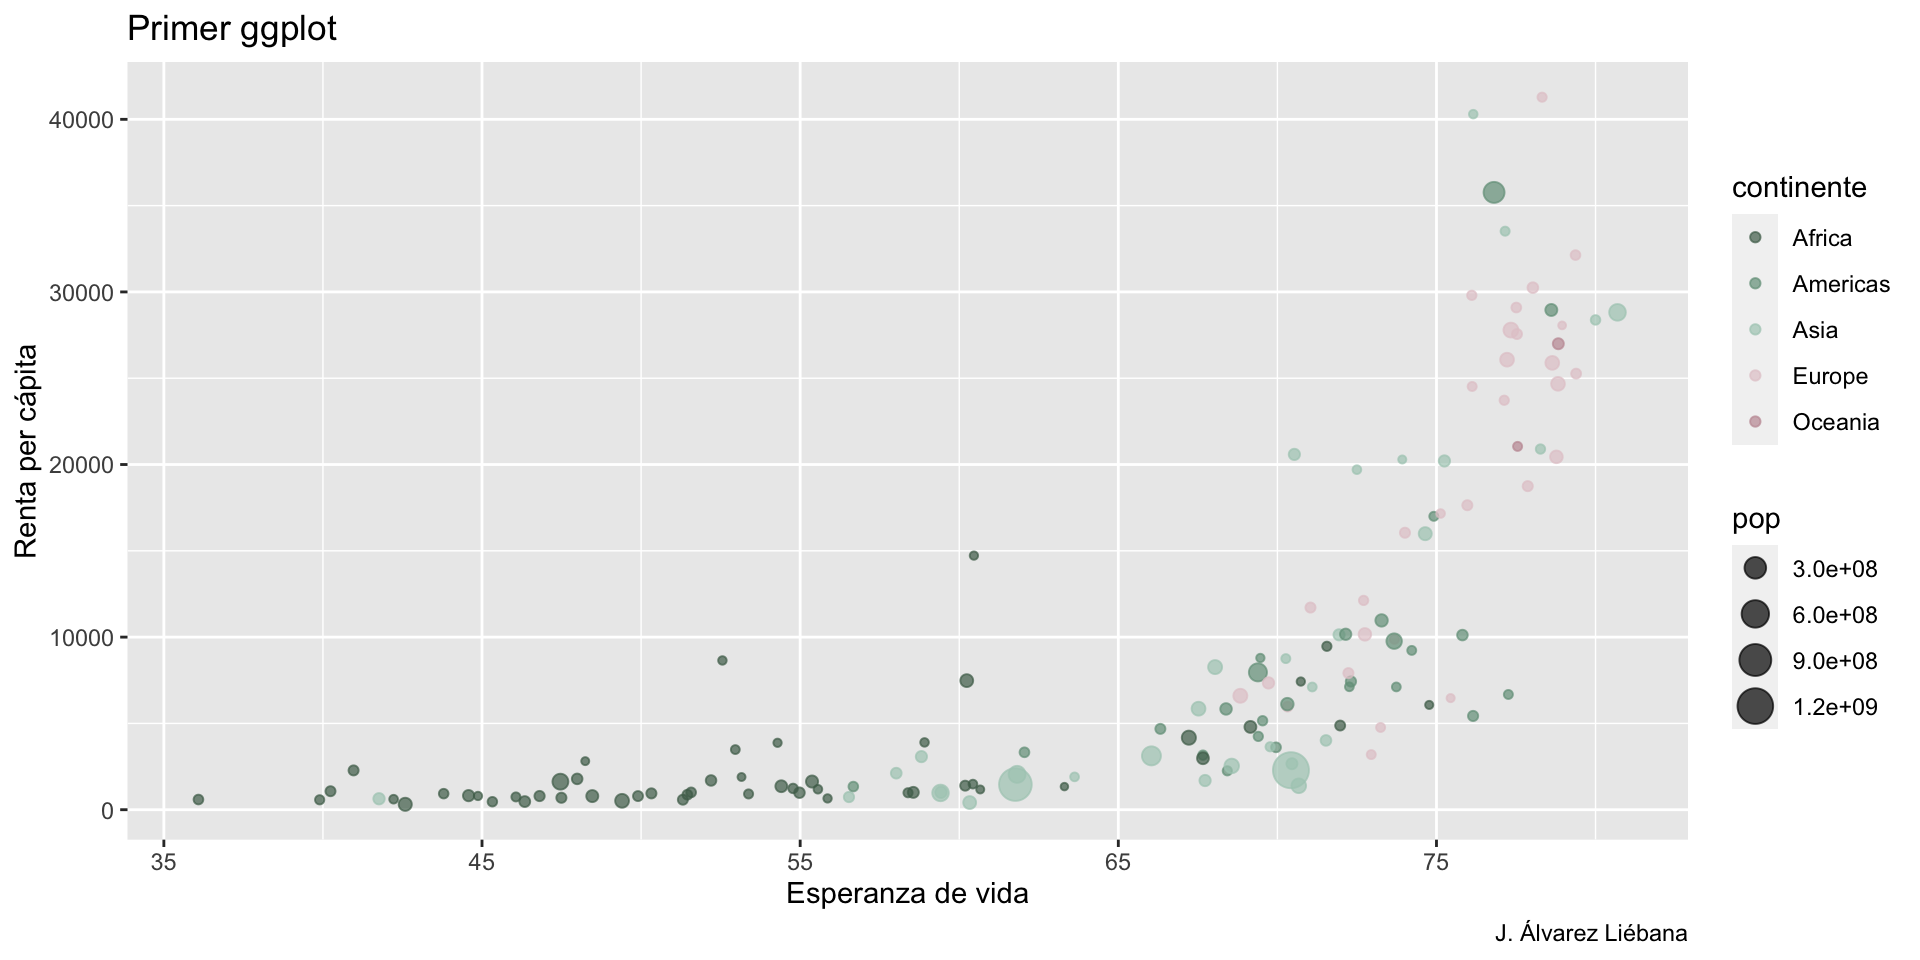 Primer ggplot
40000
30000
20000
10000
0
Renta per cápita
35 45 55 65 75
Esperanza de vida
J. Álvarez Liébana
continente
Africa
Americas
Asia
Europe
Oceania
pop
3.0e+08
6.0e+08
9.0e+08
1.2e+09